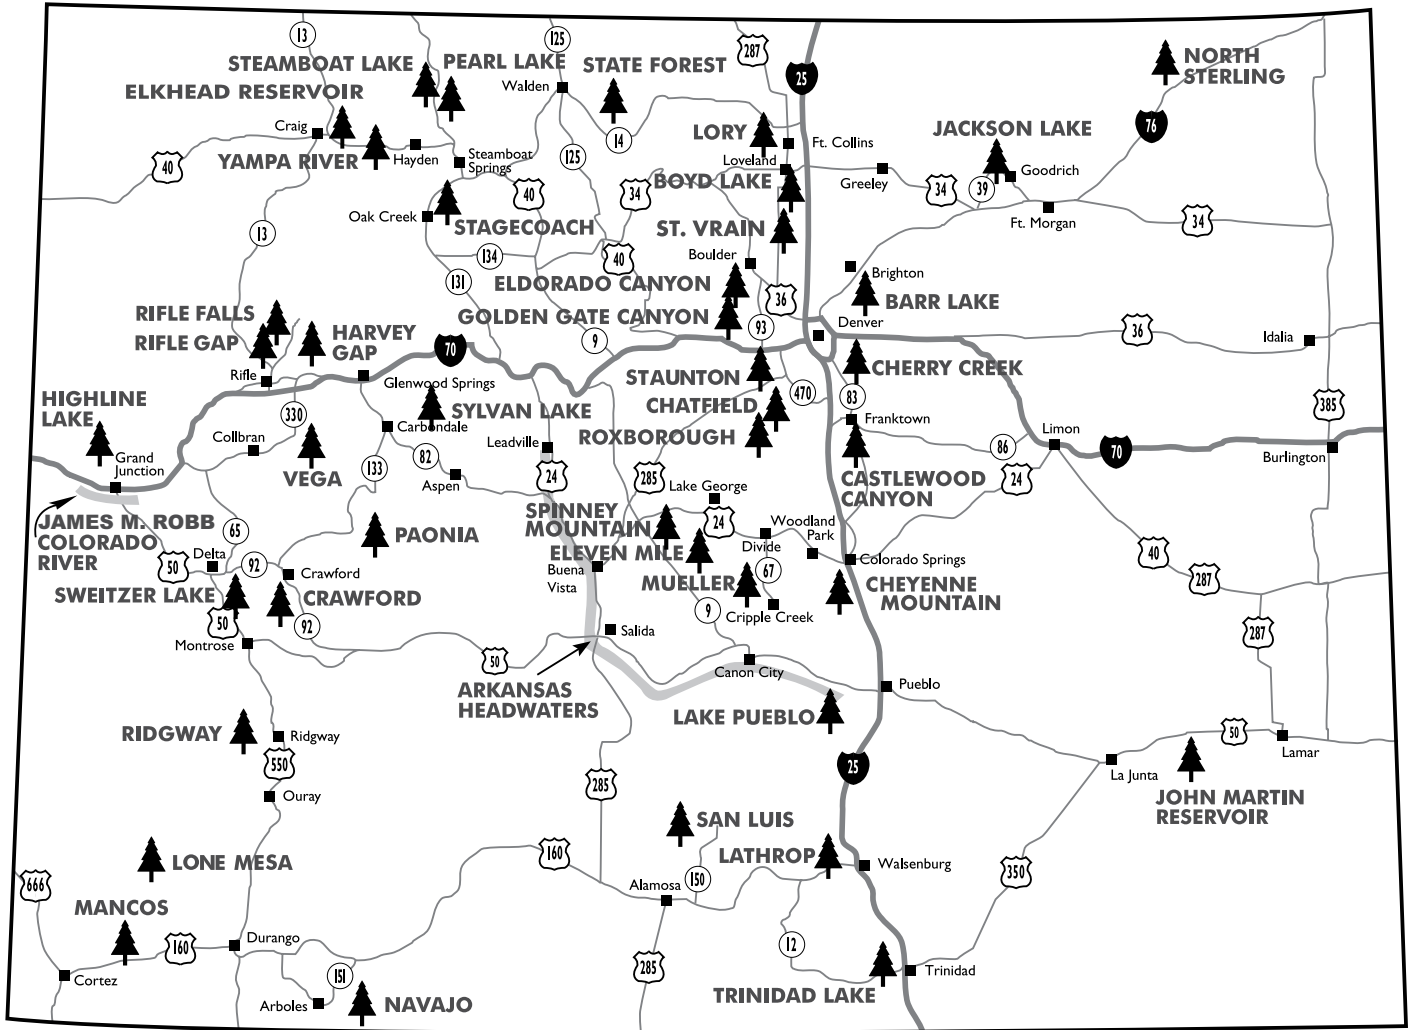 13
125
287
25
STEAMBOAT LAKE
PEARL LAKE
STATE FOREST
NORTH
STERLING
ELKHEAD RESERVOIR
Walden
Craig
14
LORY
Ft. Collins
JACKSON LAKE
76
40
YAMPA RIVER
Hayden
Steamboat
Springs
125
Loveland
BOYD LAKE
Greeley
34
39
Goodrich
40
34
Oak Creek
STAGECOACH
ST. VRAIN
Ft. Morgan
34
13
134
40
Boulder
131
ELDORADO CANYON
Brighton
36
BARR LAKE
RIFLE FALLS
GOLDEN GATE CANYON
93
Denver
RIFLE GAP
HARVEY
GAP
70
9
36
Idalia
Rifle
Glenwood Springs
STAUNTON
CHERRY CREEK
HIGHLINE
LAKE
330
SYLVAN LAKE
CHATFIELD
470
83
385
Collbran
Carbondale
ROXBOROUGH
Franktown
Limon
Grand
Junction
VEGA
133
82
Leadville
86
70
Burlington
Aspen
24
285
Lake George
CASTLEWOOD
CANYON
24
JAMES M. ROBB
COLORADO
RIVER
65
PAONIA
SPINNEY
MOUNTAIN
24
Woodland
Park
Divide
Delta
50
92
Crawford
ELEVEN MILE
Buena
Vista
67
Colorado Springs
40
287
SWEITZER LAKE
CRAWFORD
MUELLER
CHEYENNE
MOUNTAIN
50
92
9
Cripple Creek
Montrose
Salida
287
50
Canon City
ARKANSAS
HEADWATERS
Pueblo
LAKE PUEBLO
RIDGWAY
Ridgway
50
Lamar
550
25
La Junta
285
Ouray
JOHN MARTIN
RESERVOIR
SAN LUIS
LONE MESA
160
LATHROP
Walsenburg
666
150
350
Alamosa
MANCOS
160
Durango
12
285
Cortez
151
Trinidad
Arboles
NAVAJO
TRINIDAD LAKE